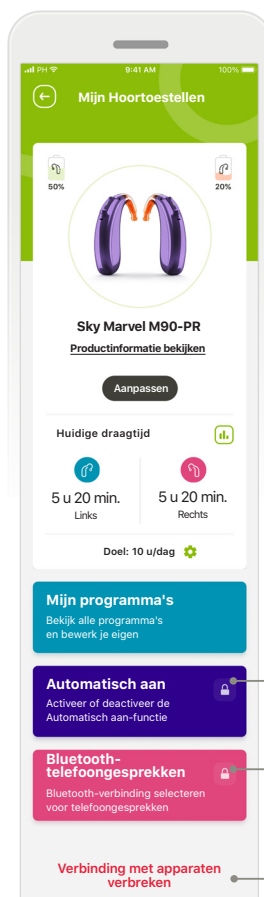 PH 9:41 AM 100%
Mijn Hoortoestellen
50% 20%
Sky Marvel M90-PR
Productinformatie bekijken
Aanpassen
Huidige draagtijd
5 u 20 min. 5 u 20 min.
Links Rechts
Doel: 10 u/dag
Mijn programma's
Bekijk alle programma's
en bewerk je eigen
Automatisch aan
Activeer of deactiveer de
Automatisch aan-functie
Bluetooth-
telefoongesprekken
Bluetooth-verbinding selecteren
voor telefoongesprekken
Verbinding met apparaten
verbreken